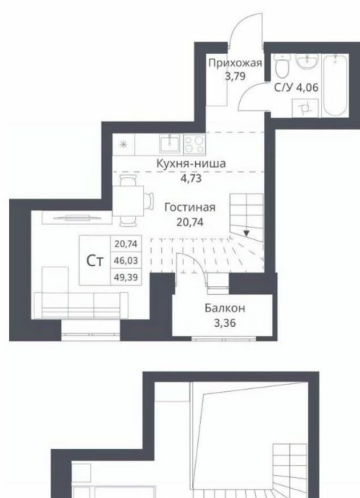 Прихожая
3,79
С/У 4,06
Кухня-ниша
4,73
Гостиная
20,74
Ст
20,74
46,03
49,39
Балкон
3,36